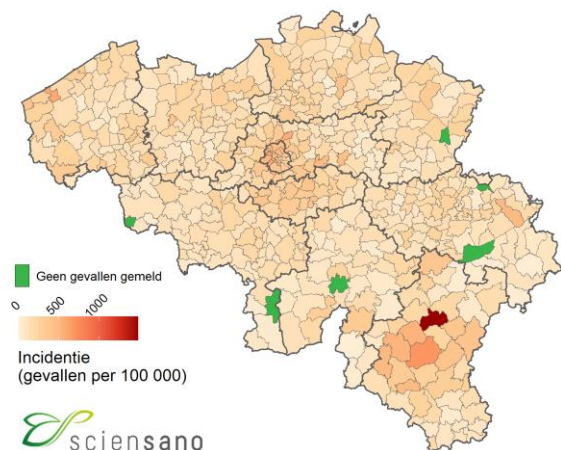 Geen gevallen gemeld
0
500
1000
Incidentie
(gevallen per 100 000)
sciensano